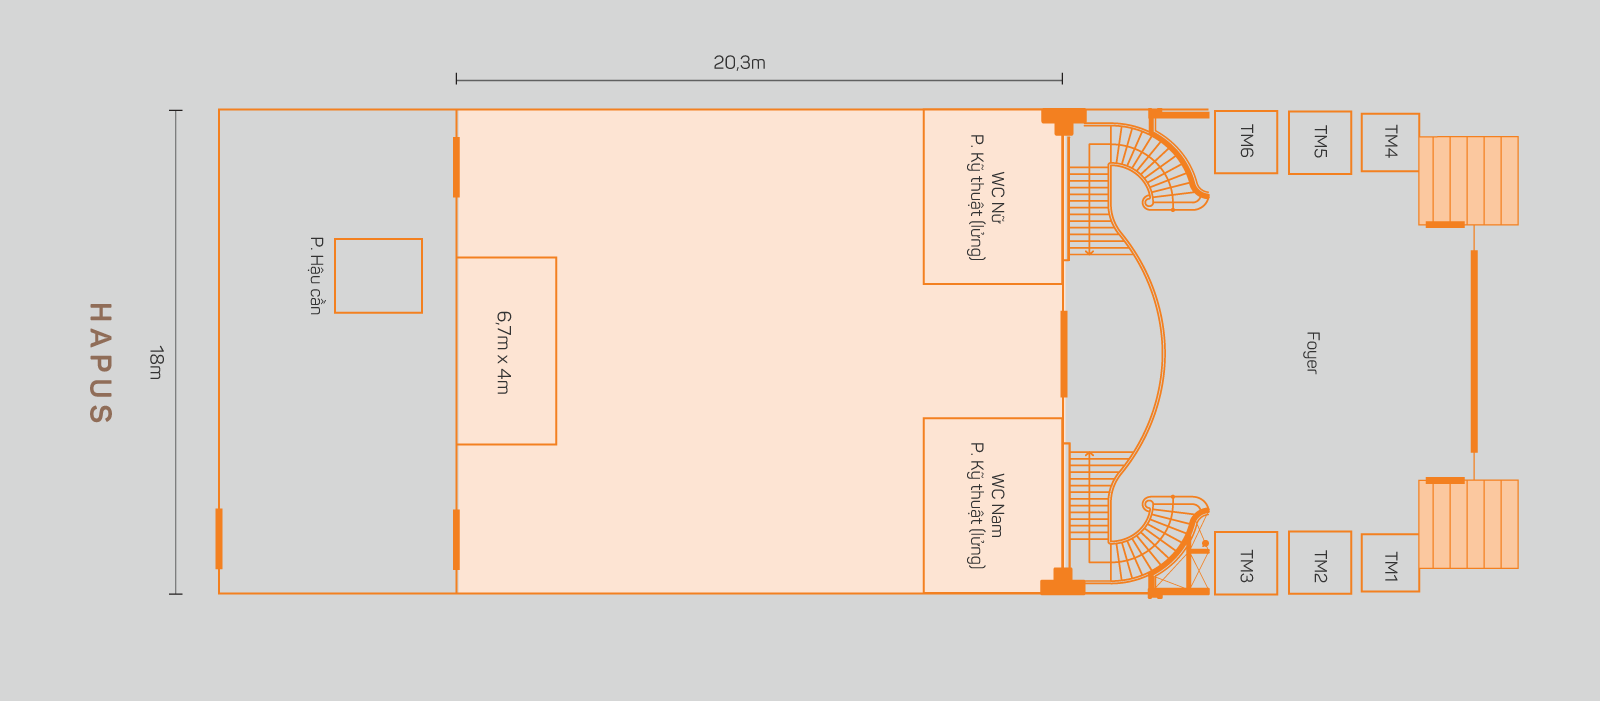 20,3m
HAPUS
18m
P. Hậu cần
6,7m x 4m
WC Nữ
P. Kỹ thuật (lửng)
WC Nam
P. Kỹ thuật (lửng)
Foyer
TM6
TM5
TM4
TM3
TM2
TM1